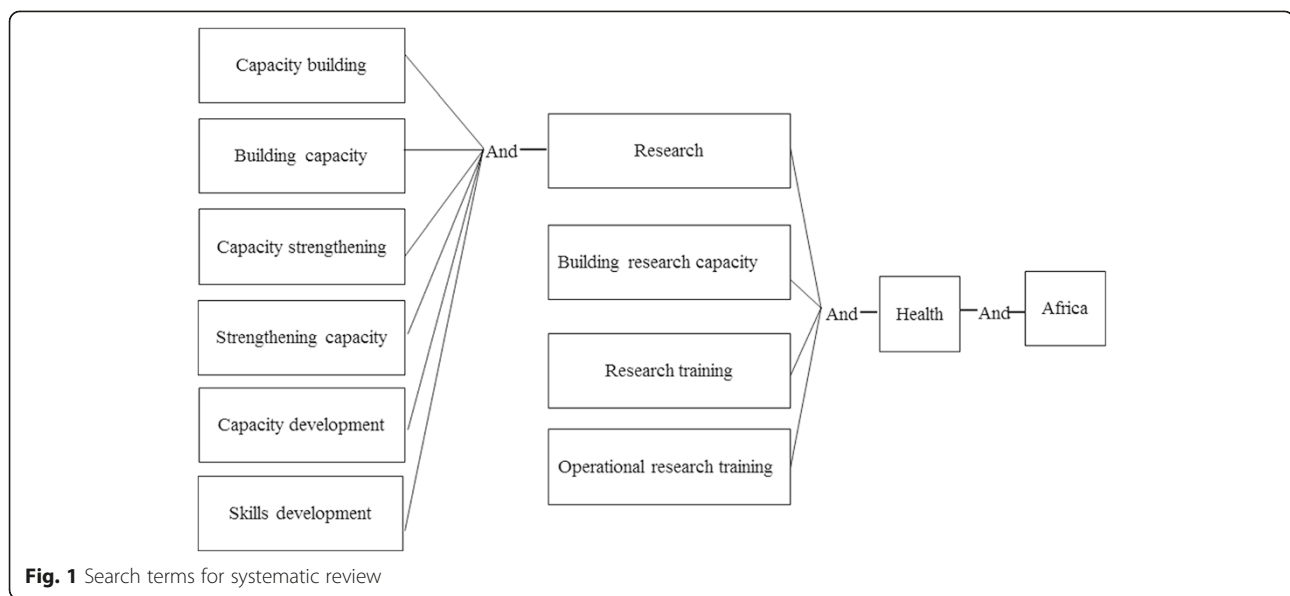 Capacity building
Building capacity
Capacity strengthening
Strengthening capacity
Capacity development
Skills development
And
Research
Building research capacity
Research training
Operational research training
And
Health
And
Africa
Fig. 1 Search terms for systematic review